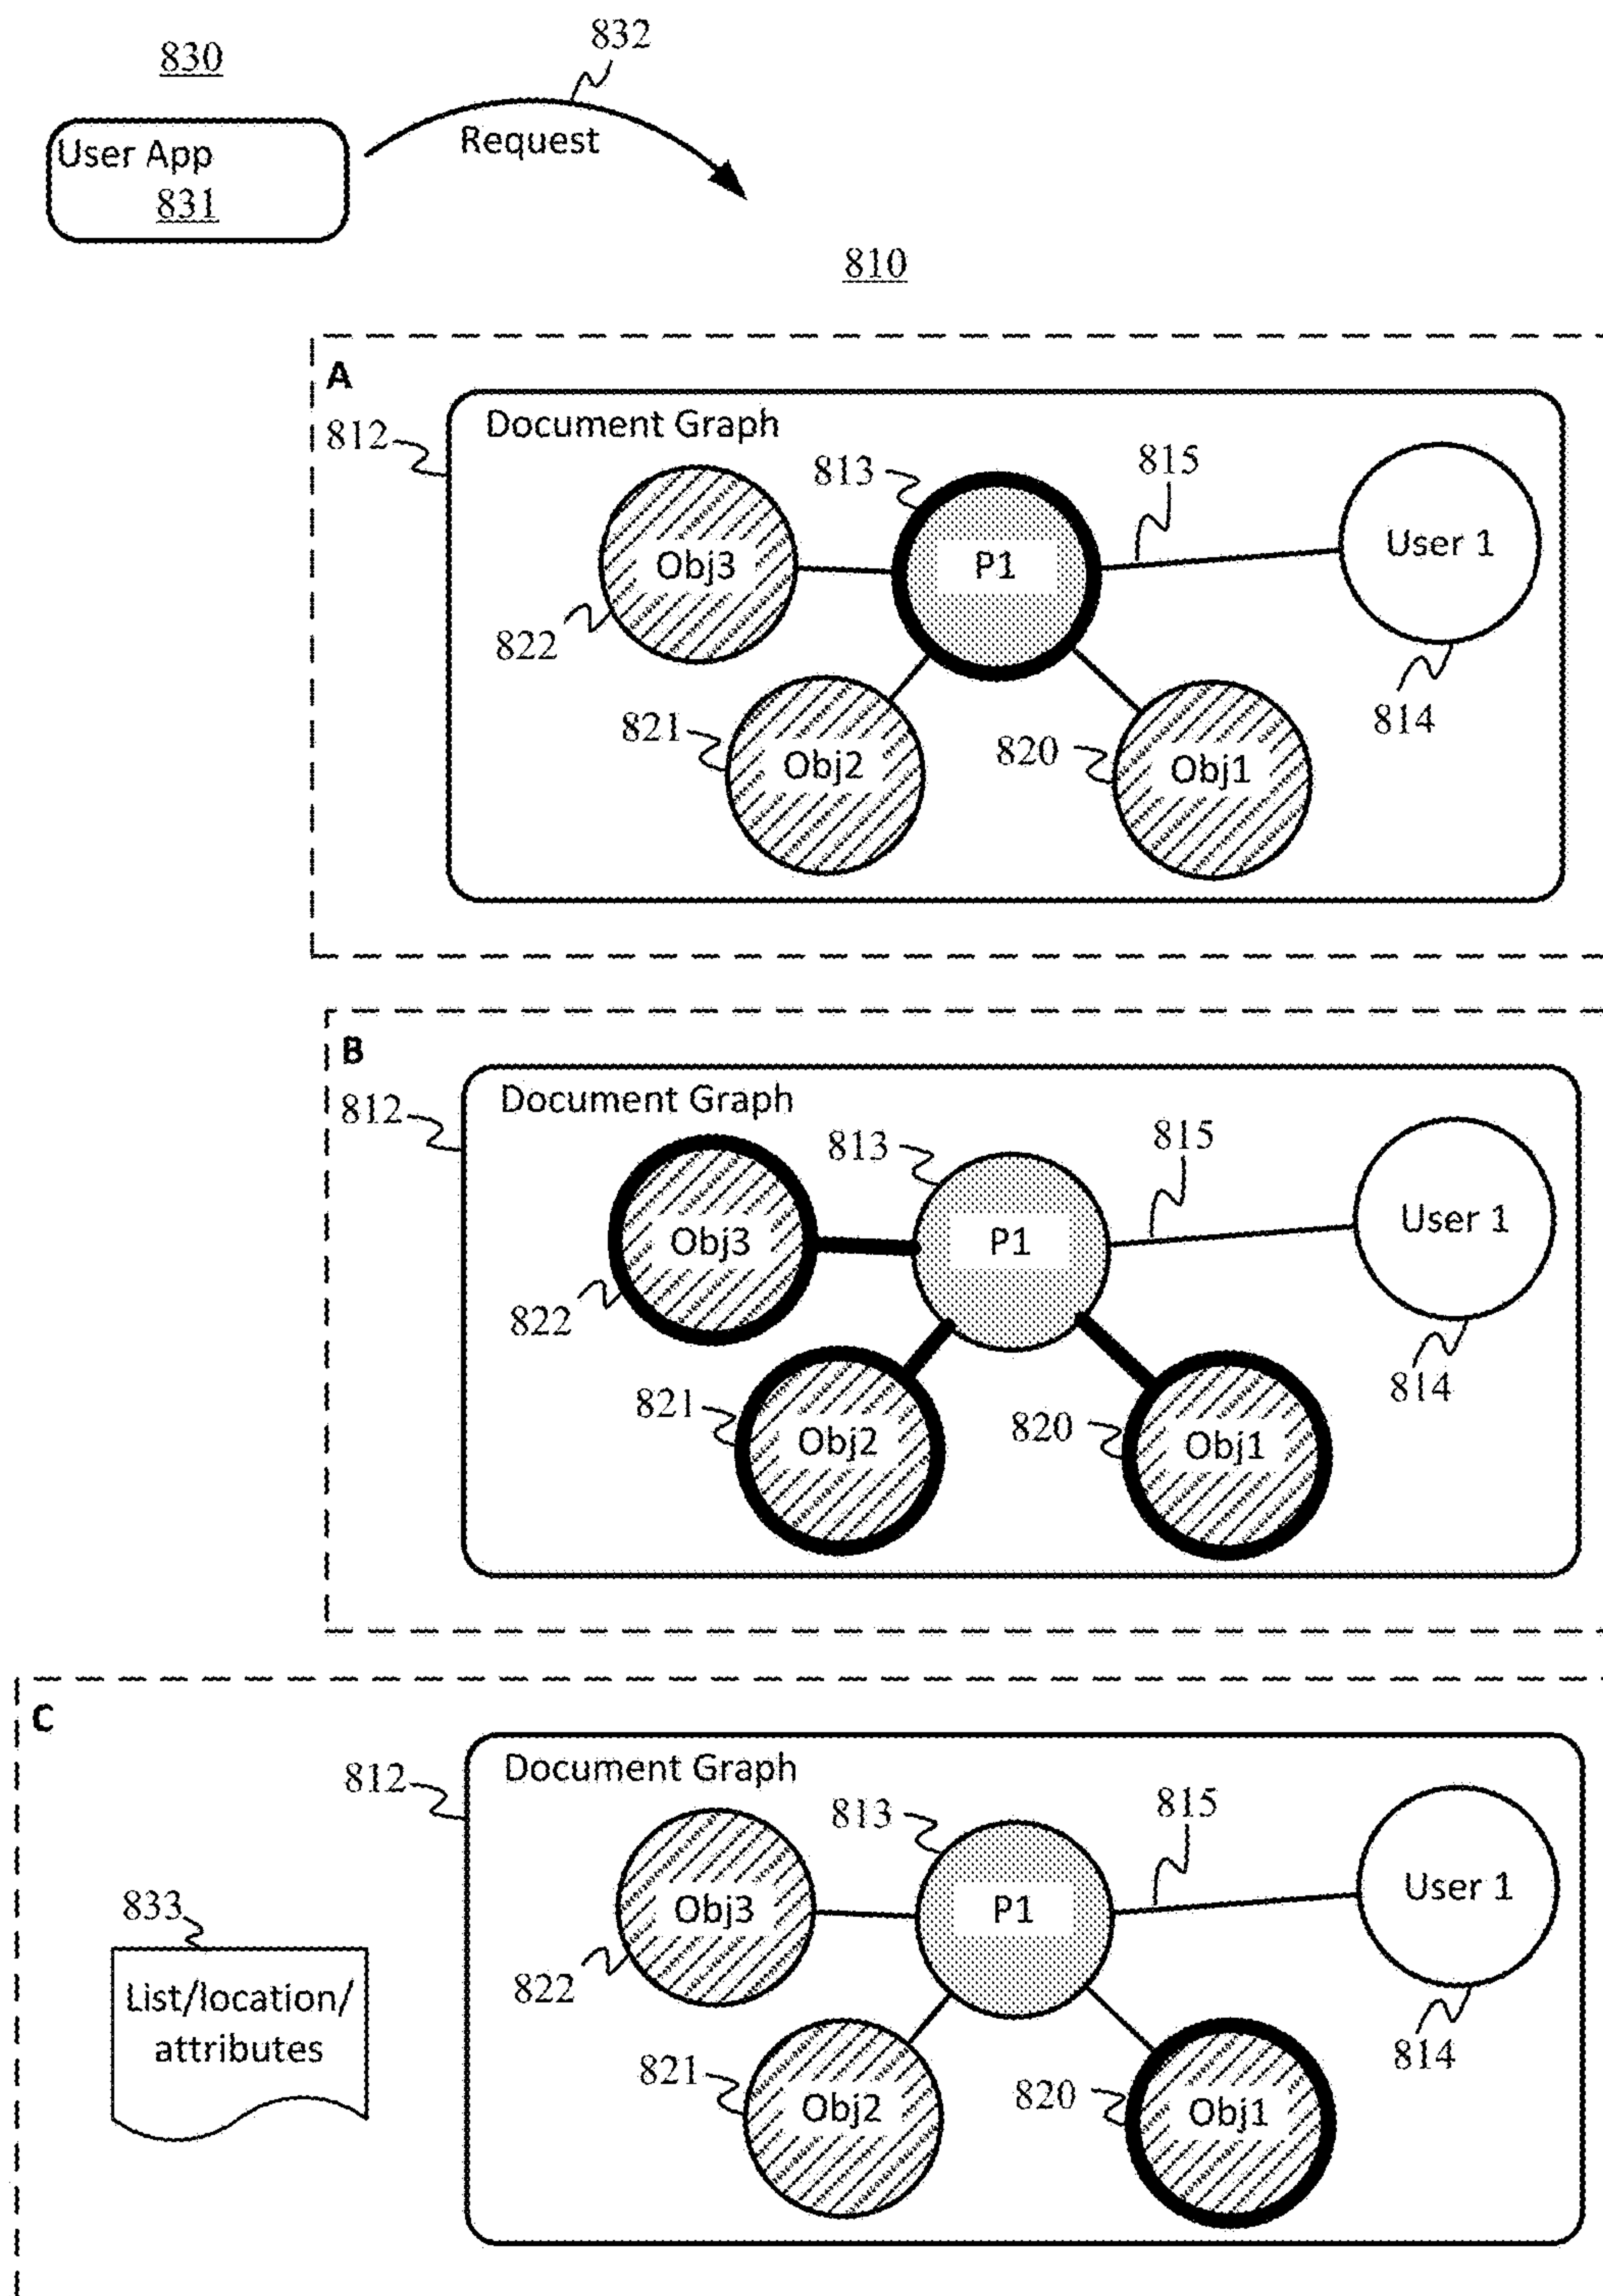 830
832
Request
User App
831
810
A
812
Document Graph
813
815
Obj3
P1
User 1
822
814
821
820
Obj2
Obj1
B
812
Document Graph
813
815
Obj3
P1
User 1
822
814
821
820
Obj2
Obj1
C
812
Document Graph
813
815
833
Obj3
P1
User 1
List/location/
attributes
822
814
821
820
Obj2
Obj1